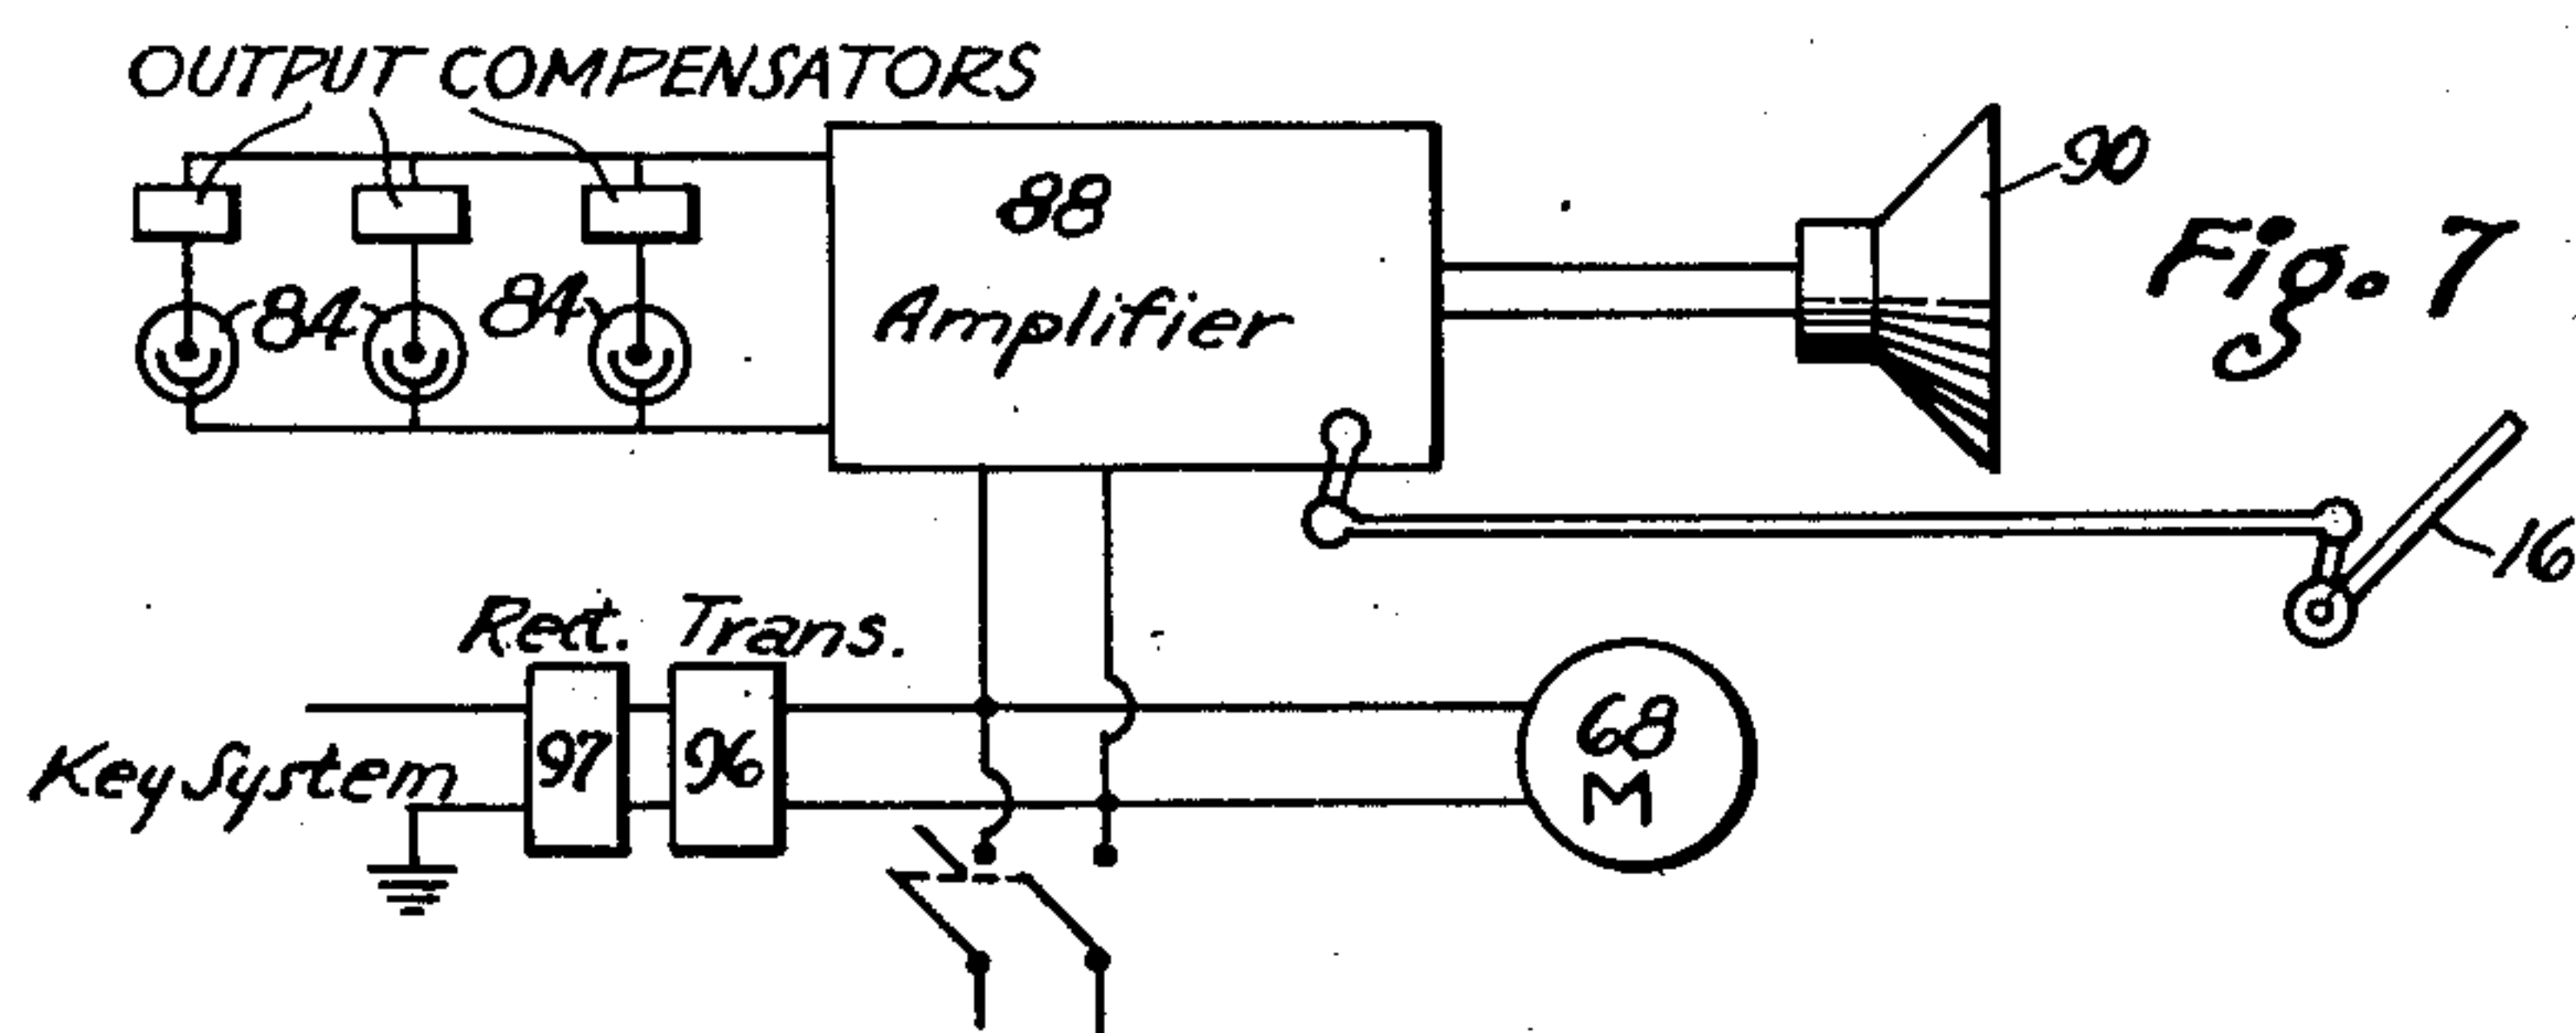 OUTPUT COMPENSATORS
84
84
88
Amplifier
90
Fig. 7
16
Rect. Trans.
97
96
Key System
68
M